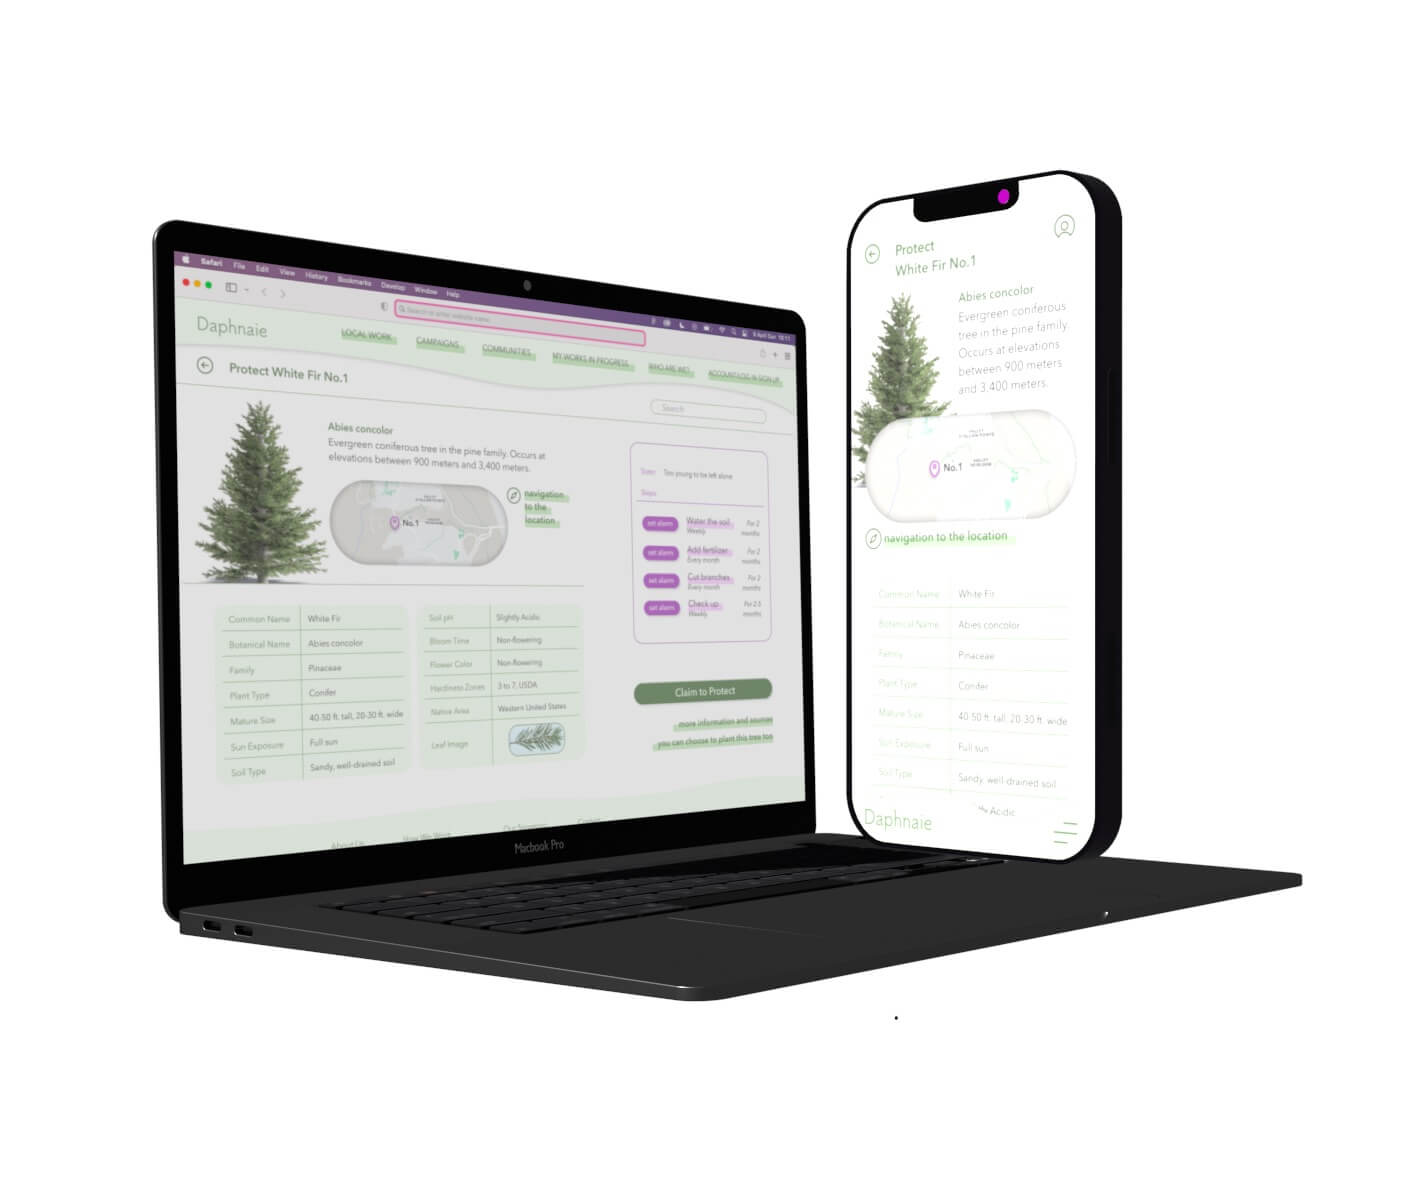 Safari File Edit View History Bookmarks Develop Window Help
Search or enter website name
Daphnaie
LOCAL WORK
CAMPAIGNS
COMMUNITIES
MY WORKS IN PROGRESS
WHO ARE WE?
Protect White Fir No.1
Search
Abies concolor
Evergreen coniferous tree in the pine family. Occurs at
elevations between 900 meters and 3,400 meters.
No.1
navigation
to the
location
State: Too young to be left alone
Steps:
set alarm Water the soil For 2
Weekly months
set alarm Add fertilizer For 2
Every month months
set alarm Cut branches For 2
Every month months
set alarm Check up For 2.5
Weekly months
Claim to Protect
more information and sources
you can choose to plant this tree too
Common Name White Fir
Botanical Name Abies concolor
Family Pinaceae
Plant Type Conifer
Mature Size 40-50 ft. tall, 20-30 ft. wide
Sun Exposure Full sun
Soil Type Sandy, well-drained soil
Soil pH Slightly Acidic
Bloom Time Non-flowering
Flower Color Non-flowering
Hardiness Zones 3 to 7, USDA
Native Area Western United States
Leaf Image
About Us
How We Work
Macbook Pro
Protect
White Fir No.1
Abies concolor
Evergreen coniferous
tree in the pine family.
Occurs at elevations
between 900 meters
and 3,400 meters.
No.1
navigation to the location
Common Name White Fir
Botanical Name Abies concolor
Family Pinaceae
Plant Type Conifer
Mature Size 40-50 ft. tall, 20-30 ft. wide
Sun Exposure Full sun
Soil Type Sandy, well-drained soil
Acidic
Daphnaie